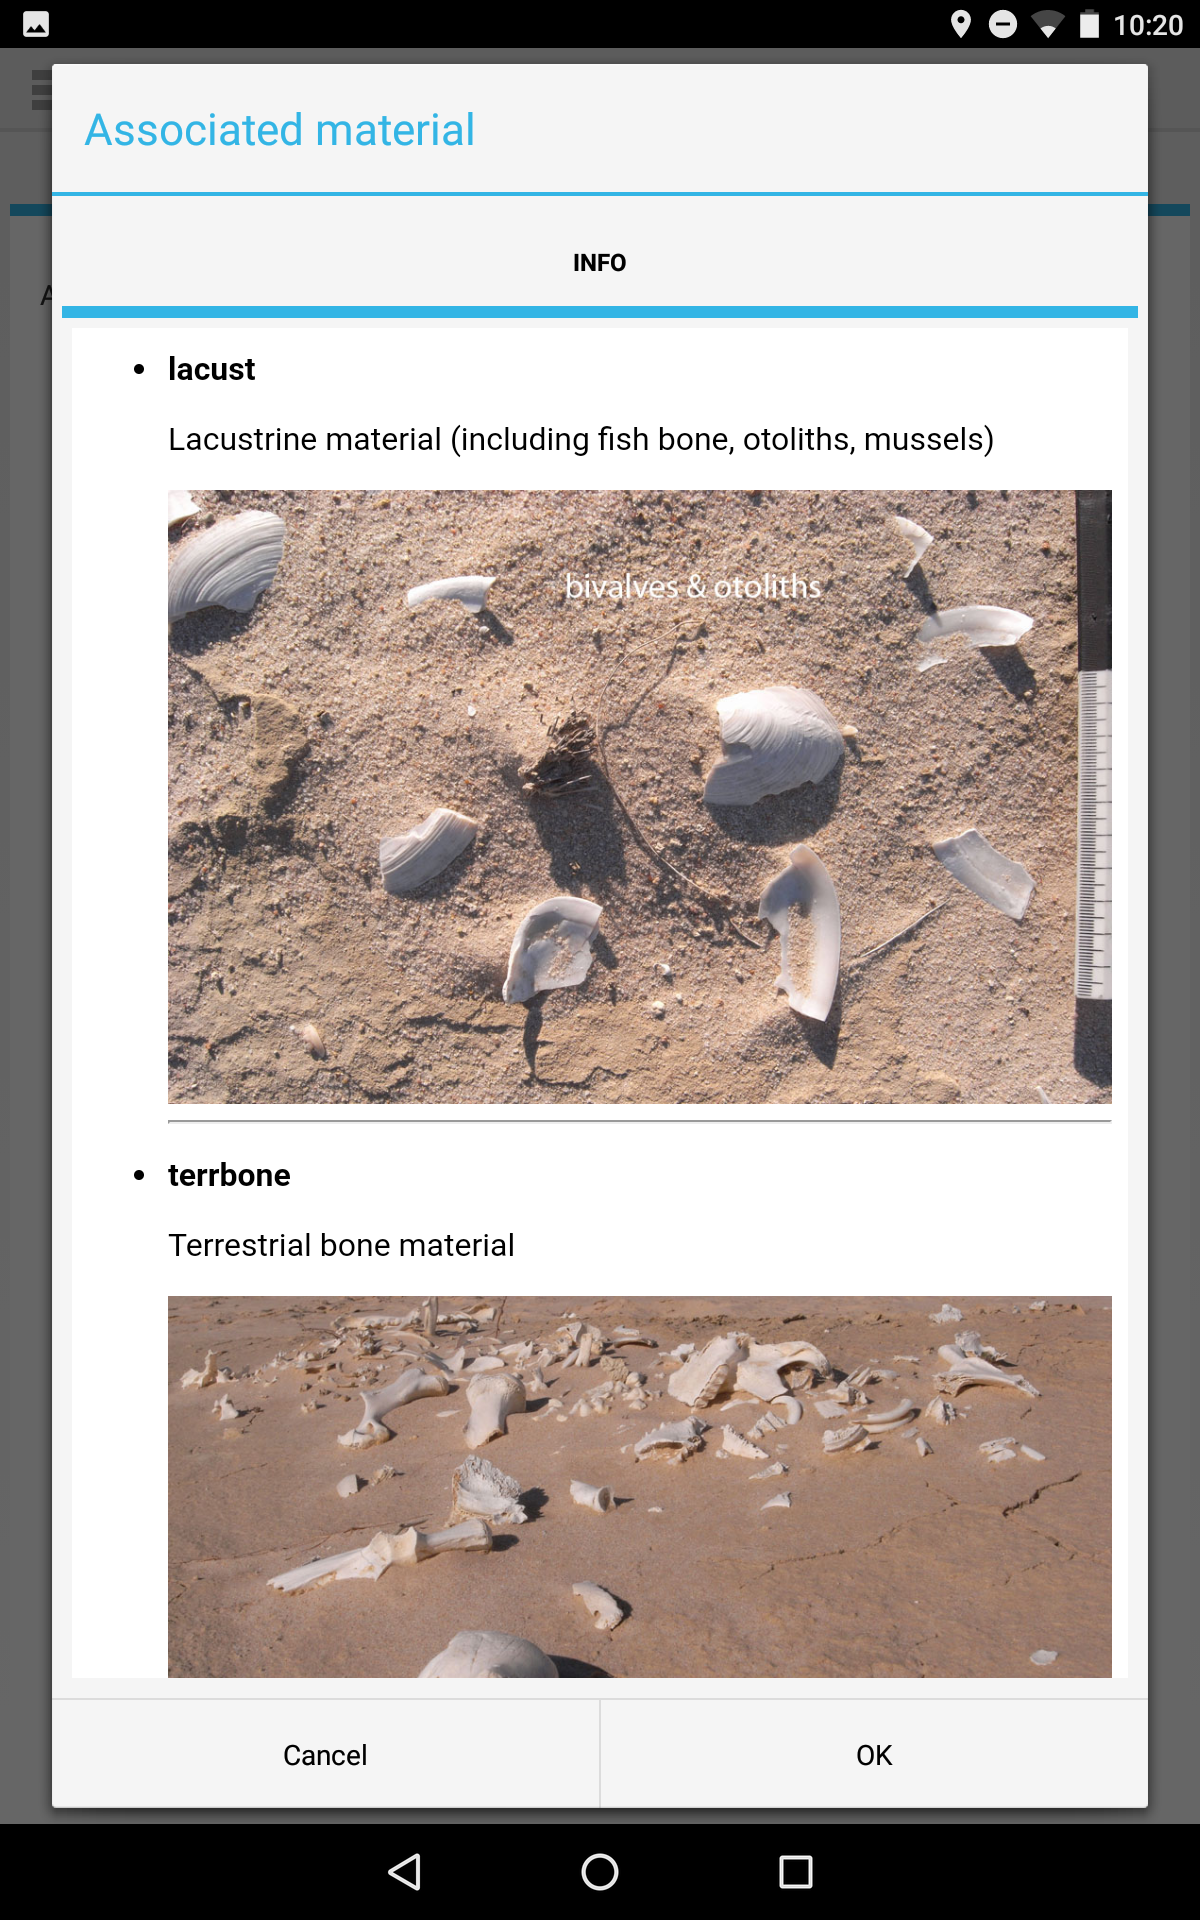 10:20
Associated material
INFO
A
• lacust
Lacustrine material (including fish bone, otoliths, mussels)
bivalves & otoliths
• terrbone
Terrestrial bone material
Cancel
OK